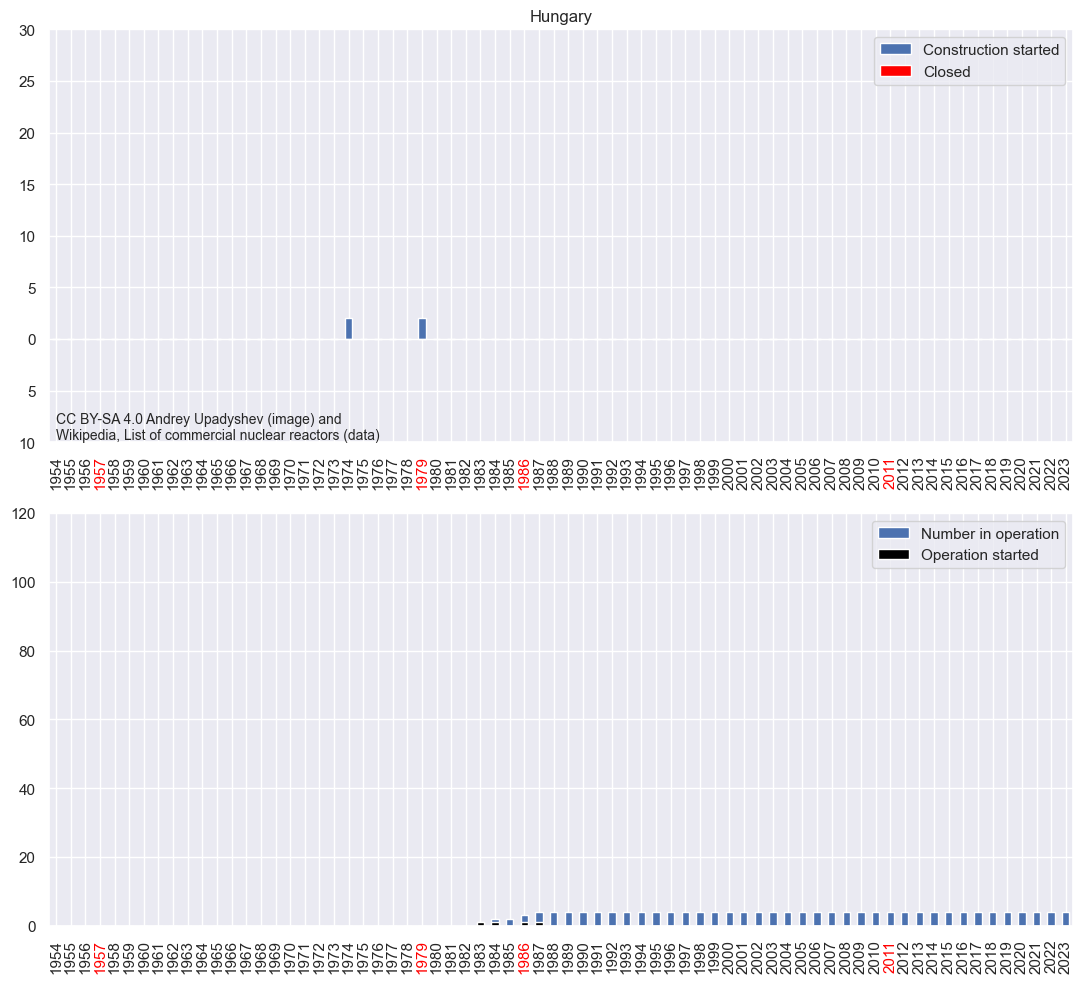 Hungary
30
25
20
15
10
5
0
5
10
Construction started
Closed
CC BY-SA 4.0 Andrey Upadyshev (image) and
Wikipedia, List of commercial nuclear reactors (data)
1954 1955 1956 1957 1958 1959 1960 1961 1962 1963 1964 1965 1966 1967 1968 1969 1970 1971 1972 1973 1974 1975 1976 1977 1978 1979 1980 1981 1982 1983 1984 1985 1986 1987 1988 1989 1990 1991 1992 1993 1994 1995 1996 1997 1998 1999 2000 2001 2002 2003 2004 2005 2006 2007 2008 2009 2010 2011 2012 2013 2014 2015 2016 2017 2018 2019 2020 2021 2022 2023
120
100
80
60
40
20
0
Number in operation
Operation started
1954 1955 1956 1957 1958 1959 1960 1961 1962 1963 1964 1965 1966 1967 1968 1969 1970 1971 1972 1973 1974 1975 1976 1977 1978 1979 1980 1981 1982 1983 1984 1985 1986 1987 1988 1989 1990 1991 1992 1993 1994 1995 1996 1997 1998 1999 2000 2001 2002 2003 2004 2005 2006 2007 2008 2009 2010 2011 2012 2013 2014 2015 2016 2017 2018 2019 2020 2021 2022 2023